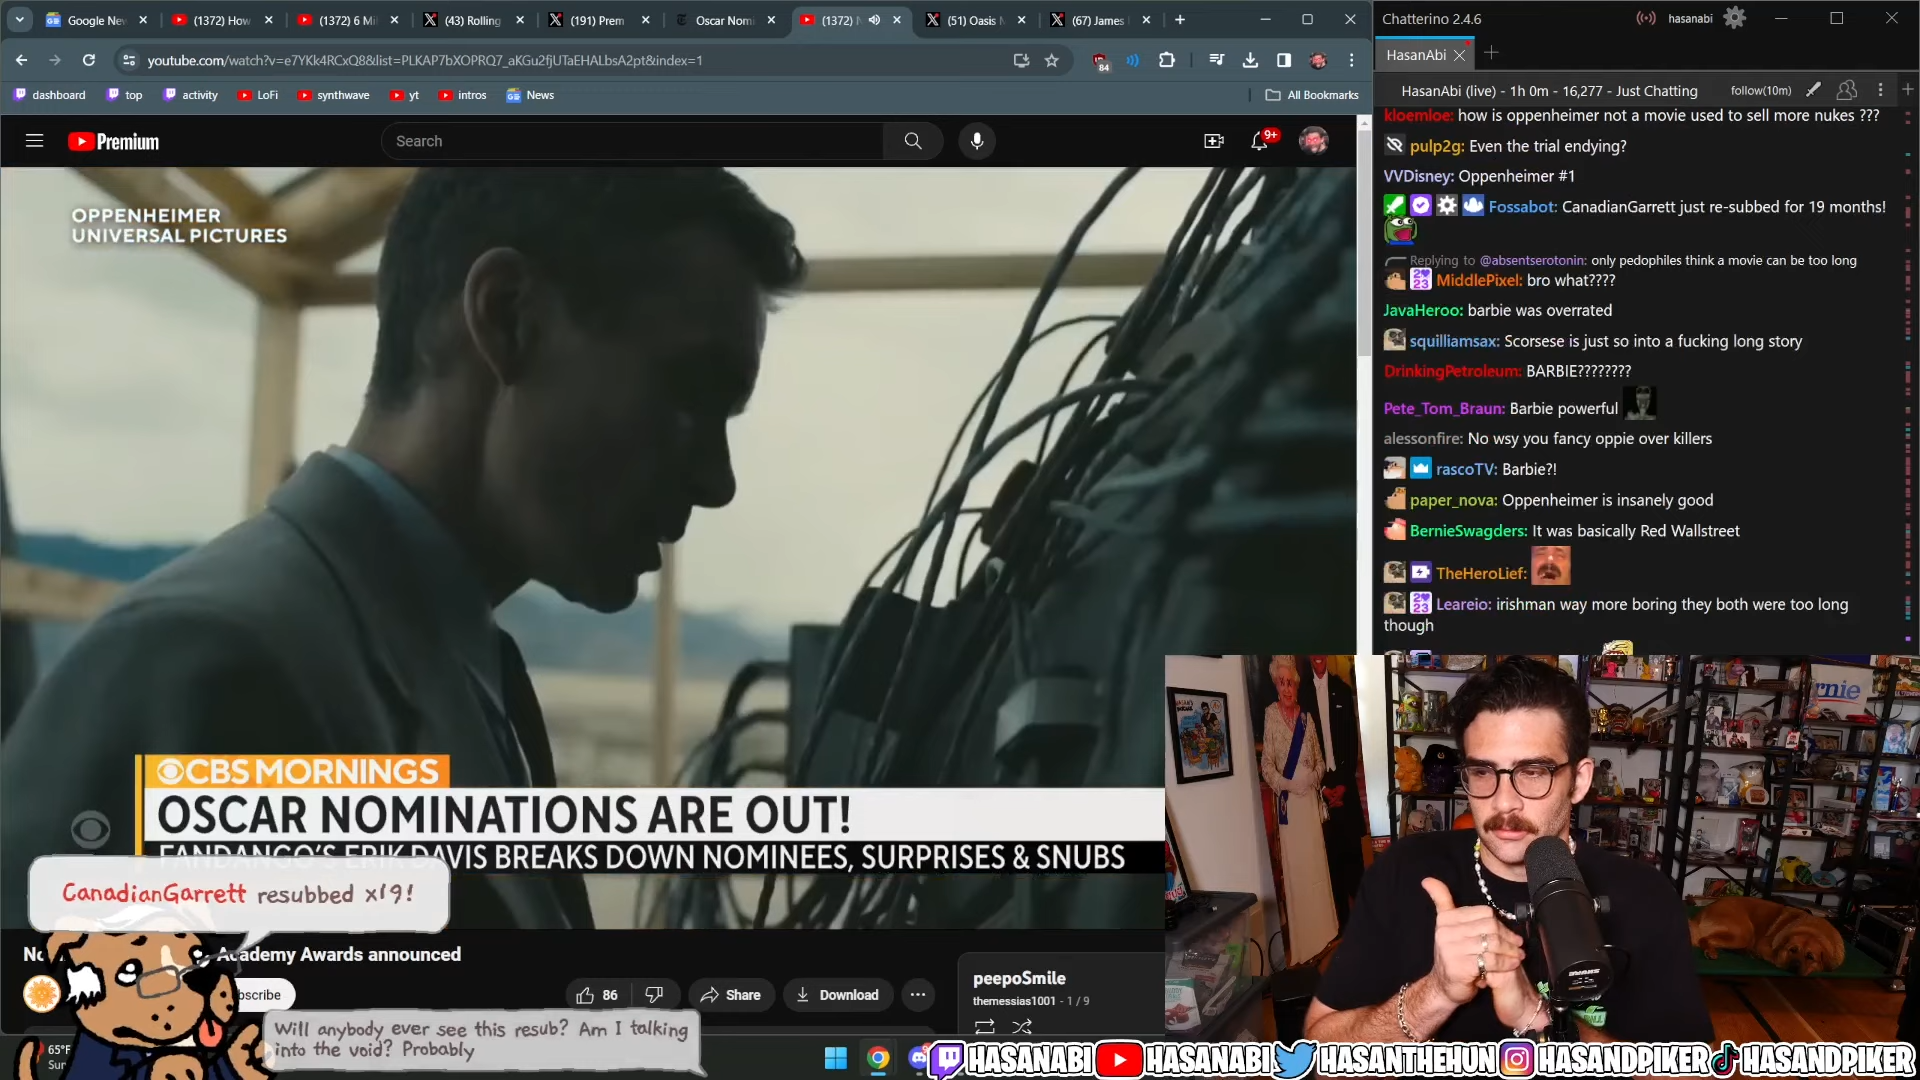 Google Nev
(1372) How
(1372) 6 Mi
(43) Rolling
(191) Prem
Oscar Nomi
(1372) N
(51) Oasis N
(67) James
youtube.com/watch?v=e7YKk4RCxQ8&list=PLKAP7bXOPRQ7_aKGu2fjUTaEHALbsA2pt&index=1
84
dashboard
top
activity
LoFi
synthwave
yt
intros
News
All Bookmarks
Premium
Search
9+
OPPENHEIMER
UNIVERSAL PICTURES
CBS MORNINGS
OSCAR NOMINATIONS ARE OUT!
FANDANGO'S ERIK DAVIS BREAKS DOWN NOMINEES, SURPRISES & SNUBS
CanadianGarrett resubbed x19!
No
Academy Awards announced
bscribe
86
Share
Download
peepoSmile
themessias1001 - 1 / 9
Will anybody ever see this resub? Am I talking
into the void? Probably
65°F
Sun
Chatterino 2.4.6
hasanabi
HasanAbi
HasanAbi (live) - 1h 0m - 16,277 - Just Chatting
follow(10m)
kloemloe: how is oppenheimer not a movie used to sell more nukes ???
pulp2g: Even the trial endying?
VVDisney: Oppenheimer #1
Fossabot: CanadianGarrett just re-subbed for 19 months!
Replying to @absentserotonin: only pedophiles think a movie can be too long
MiddlePixel: bro what????
JavaHeroo: barbie was overrated
squilliamsax: Scorsese is just so into a fucking long story
DrinkingPetroleum: BARBIE????????
Pete_Tom_Braun: Barbie powerful
alessonfire: No wsy you fancy oppie over killers
rascoTV: Barbie?!
paper_nova: Oppenheimer is insanely good
BernieSwagders: It was basically Red Wallstreet
TheHeroLief:
Leareio: irishman way more boring they both were too long
though
rnie
HASANABI
HASANABI
HASANTHEHUN
HASANDPIKER
HASANDPIKER